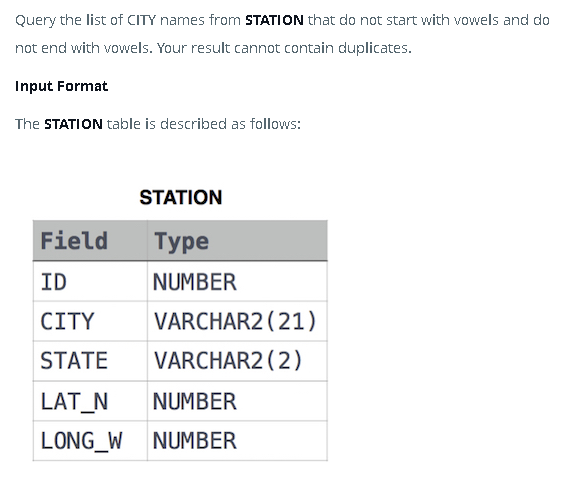 Query the list of CITY names from STATION that do not start with vowels and do
not end with vowels. Your result cannot contain duplicates.
Input Format
The STATION table is described as follows:
STATION
Field Type
ID NUMBER
CITY VARCHAR2(21)
STATE VARCHAR2(2)
LAT_N NUMBER
LONG_W NUMBER